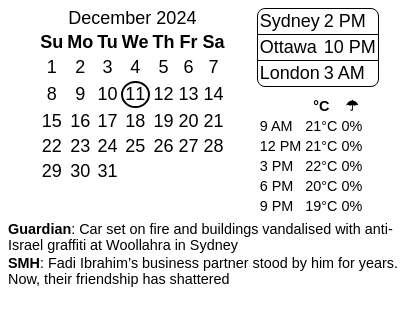 December 2024
Su Mo Tu We Th Fr Sa
1 2 3 4 5 6 7
8 9 10 11 12 13 14
15 16 17 18 19 20 21
22 23 24 25 26 27 28
29 30 31
Sydney 2 PM
Ottawa 10 PM
London 3 AM
°C ☂
9 AM 21°C 0%
12 PM 21°C 0%
3 PM 22°C 0%
6 PM 20°C 0%
9 PM 19°C 0%
Guardian: Car set on fire and buildings vandalised with anti-
Israel graffiti at Woollahra in Sydney
SMH: Fadi Ibrahim’s business partner stood by him for years.
Now, their friendship has shattered